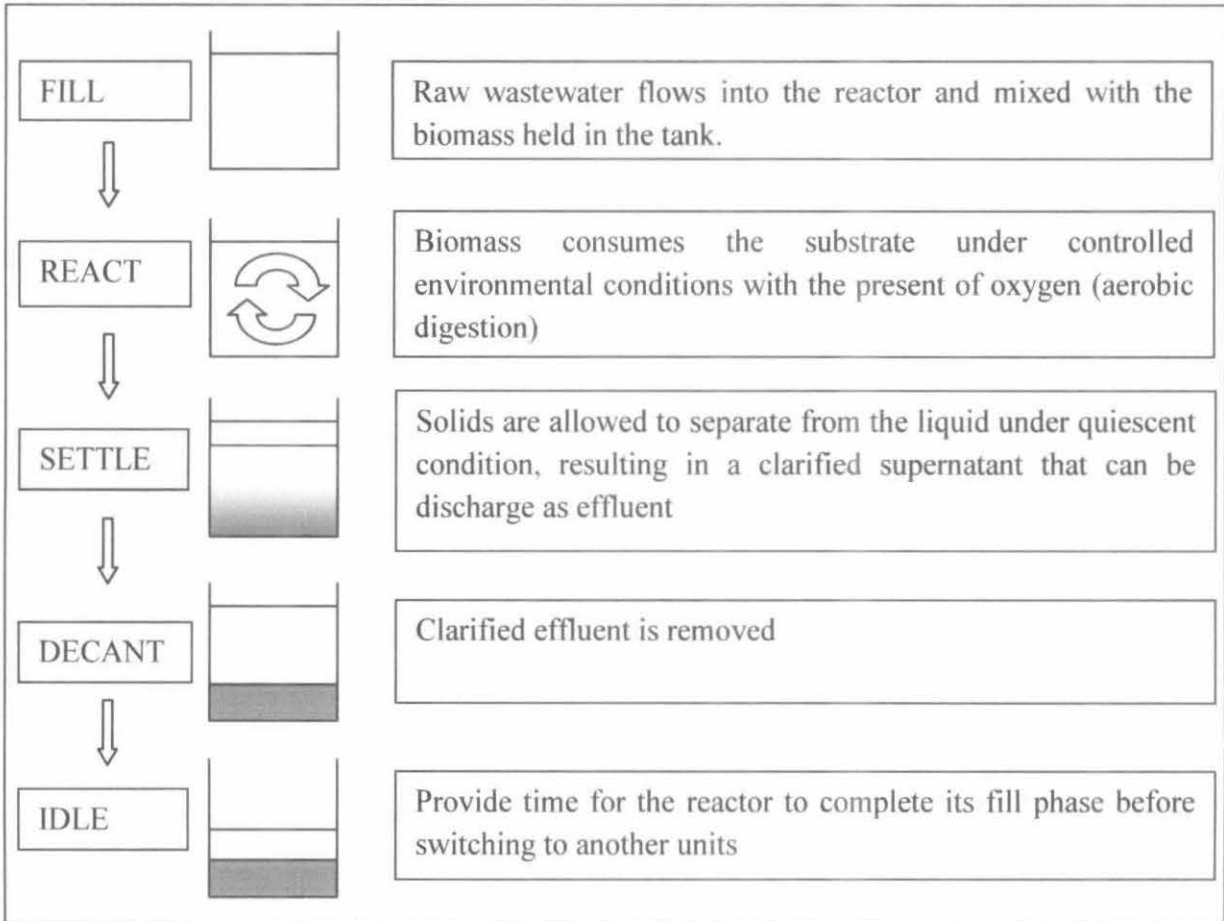 FILL
Raw wastewater flows into the reactor and mixed with the
biomass held in the tank.
REACT
Biomass consumes the substrate under controlled
environmental conditions with the present of oxygen (aerobic
digestion)
SETTLE
Solids are allowed to separate from the liquid under quiescent
condition, resulting in a clarified supernatant that can be
discharge as effluent
DECANT
Clarified effluent is removed
IDLE
Provide time for the reactor to complete its fill phase before
switching to another units